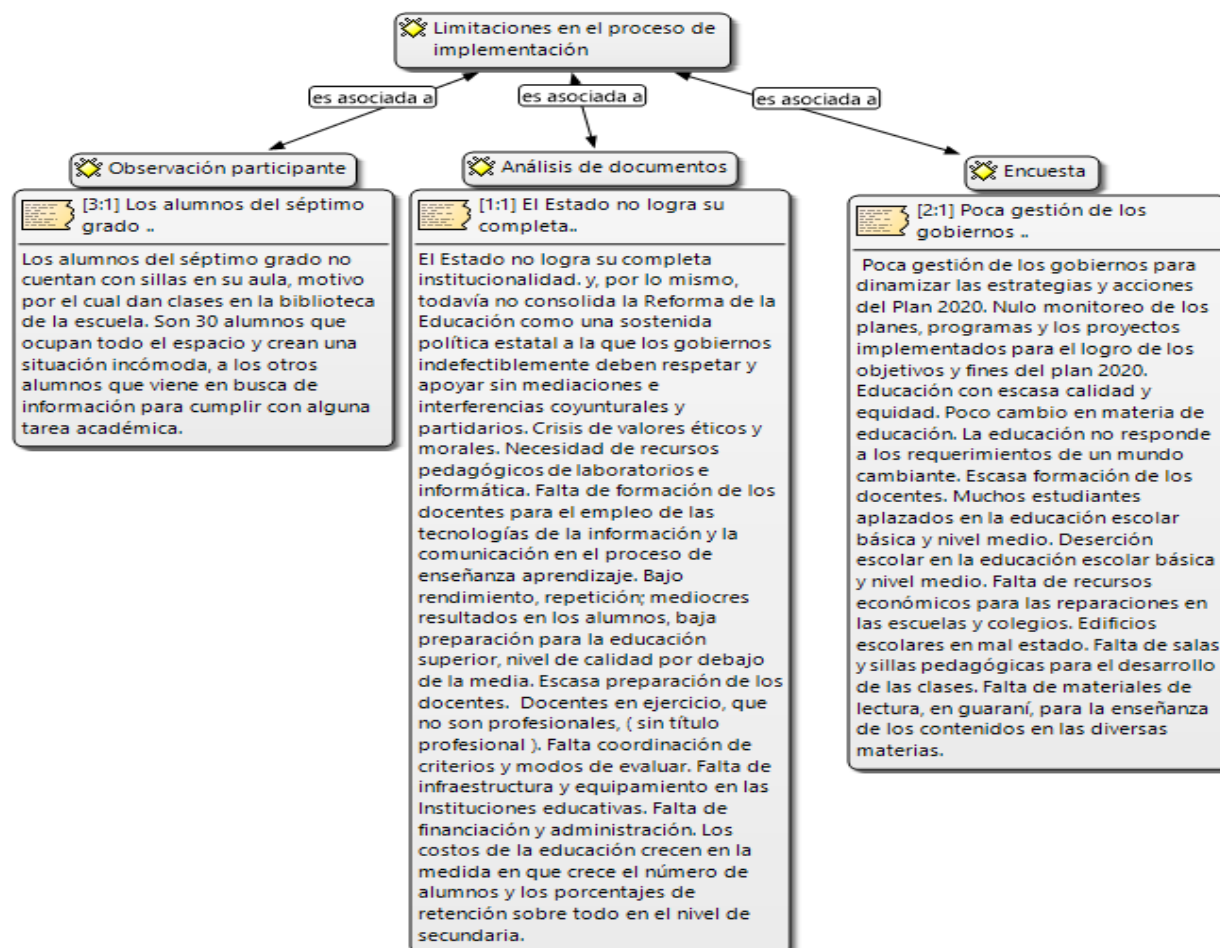 Limitaciones en el proceso de
implementación
es asociada a
es asociada a
es asociada a
Observación participante
[3:1] Los alumnos del séptimo
grado ..
Los alumnos del séptimo grado no
cuentan con sillas en su aula, motivo
por el cual dan clases en la biblioteca
de la escuela. Son 30 alumnos que
ocupan todo el espacio y crean una
situación incómoda, a los otros
alumnos que viene en busca de
información para cumplir con alguna
tarea académica.
Análisis de documentos
[1:1] El Estado no logra su
completa..
El Estado no logra su completa
institucionalidad. y, por lo mismo,
todavía no consolida la Reforma de la
Educación como una sostenida
política estatal a la que los gobiernos
indefectiblemente deben respetar y
apoyar sin mediaciones e
interferencias coyunturales y
partidarios. Crisis de valores éticos y
morales. Necesidad de recursos
pedagógicos de laboratorios e
informática. Falta de formación de los
docentes para el empleo de las
tecnologías de la información y la
comunicación en el proceso de
enseñanza aprendizaje. Bajo
rendimiento, repetición; mediocres
resultados en los alumnos, baja
preparación para la educación
superior, nivel de calidad por debajo
de la media. Escasa preparación de los
docentes.  Docentes en ejercicio, que
no son profesionales, ( sin título
profesional ). Falta coordinación de
criterios y modos de evaluar. Falta de
infraestructura y equipamiento en las
Instituciones educativas. Falta de
financiación y administración. Los
costos de la educación crecen en la
medida en que crece el número de
alumnos y los porcentajes de
retención sobre todo en el nivel de
secundaria.
Encuesta
[2:1] Poca gestión de los
gobiernos ..
Poca gestión de los gobiernos para
dinamizar las estrategias y acciones
del Plan 2020. Nulo monitoreo de los
planes, programas y los proyectos
implementados para el logro de los
objetivos y fines del plan 2020.
Educación con escasa calidad y
equidad. Poco cambio en materia de
educación. La educación no responde
a los requerimientos de un mundo
cambiante. Escasa formación de los
docentes. Muchos estudiantes
aplazados en la educación escolar
básica y nivel medio. Deserción
escolar en la educación escolar básica
y nivel medio. Falta de recursos
económicos para las reparaciones en
las escuelas y colegios. Edificios
escolares en mal estado. Falta de salas
y sillas pedagógicas para el desarrollo
de las clases. Falta de materiales de
lectura, en guaraní, para la enseñanza
de los contenidos en las diversas
materias.